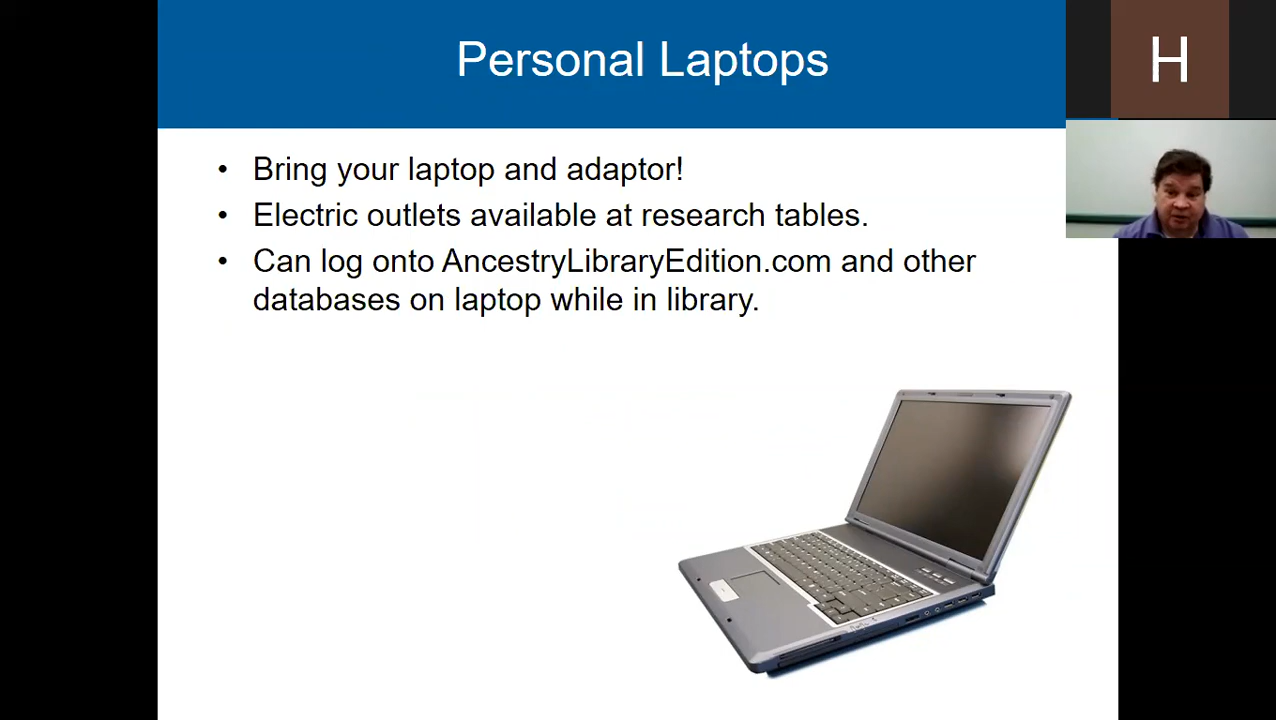 Personal Laptops
H
• Bring your laptop and adaptor!
• Electric outlets available at research tables.
• Can log onto AncestryLibraryEdition.com and other
databases on laptop while in library.